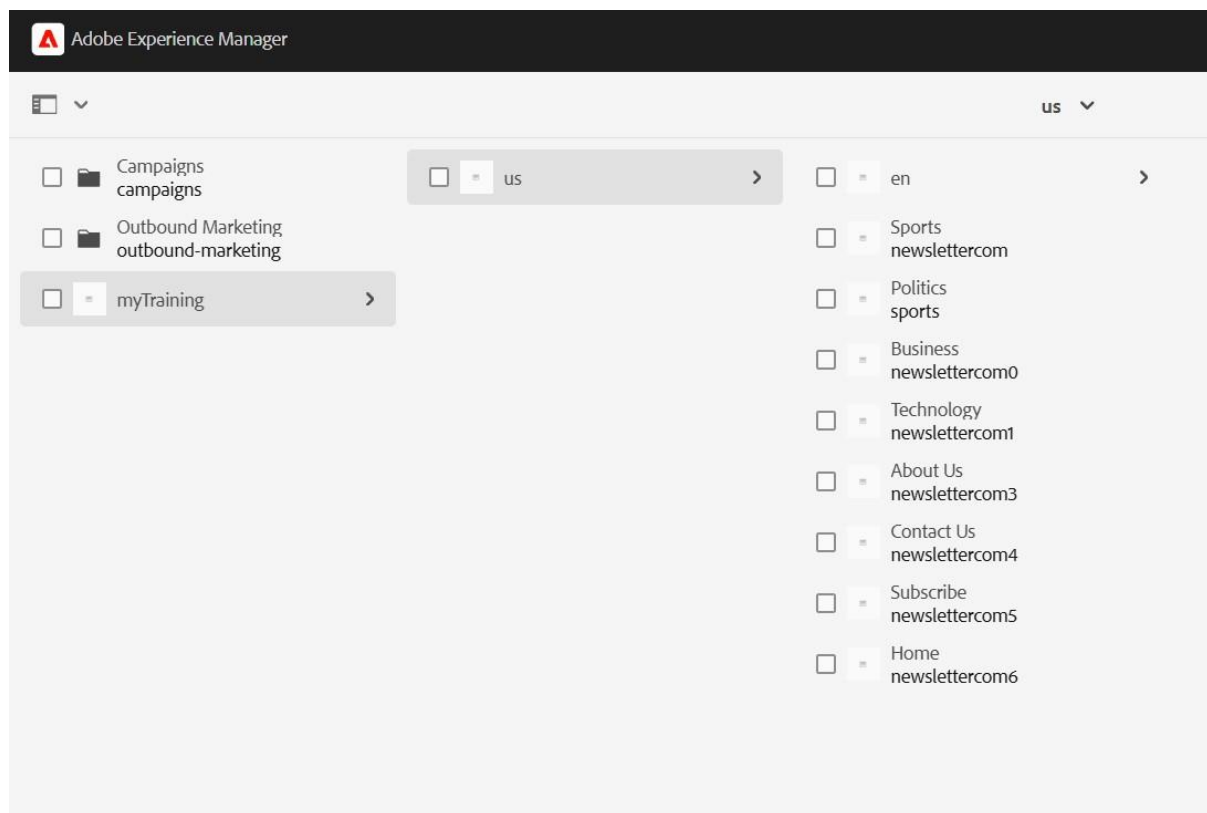 Adobe Experience Manager
us
Campaigns
campaigns
Outbound Marketing
outbound-marketing
myTraining
us
en
Sports
newslettercom
Politics
sports
Business
newslettercom0
Technology
newslettercom1
About Us
newslettercom3
Contact Us
newslettercom4
Subscribe
newslettercom5
Home
newslettercom6